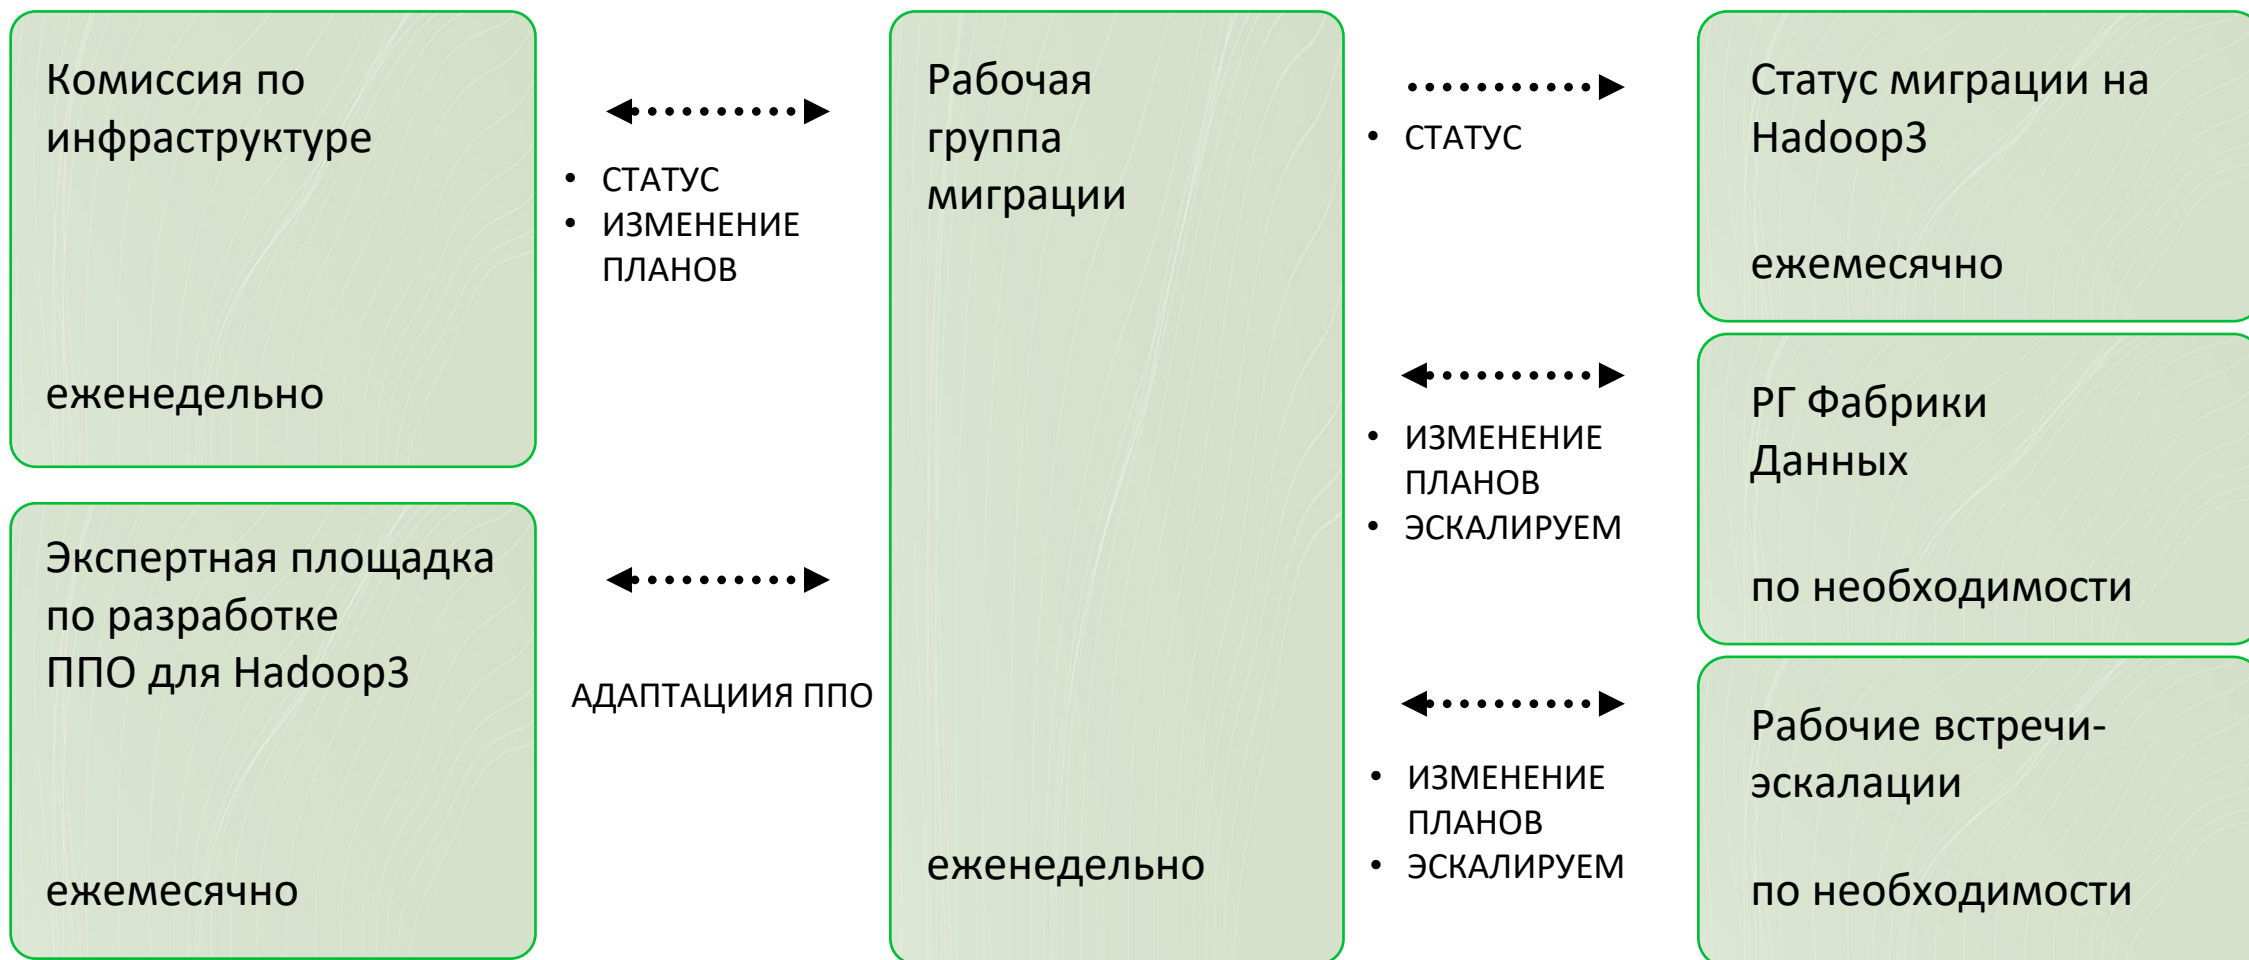 Комиссия по
инфраструктуре
еженедельно
• СТАТУС
• ИЗМЕНЕНИЕ
ПЛАНОВ
Экспертная площадка
по разработке
ППО для Hadoop3
ежемесячно
АДАПТАЦИИЯ ППО
Рабочая
группа
миграции
еженедельно
• СТАТУС
Статус миграции на
Hadoop3
ежемесячно
• ИЗМЕНЕНИЕ
ПЛАНОВ
• ЭСКАЛИРУЕМ
РГ Фабрики
Данных
по необходимости
• ИЗМЕНЕНИЕ
ПЛАНОВ
• ЭСКАЛИРУЕМ
Рабочие встречи-
эскалации
по необходимости